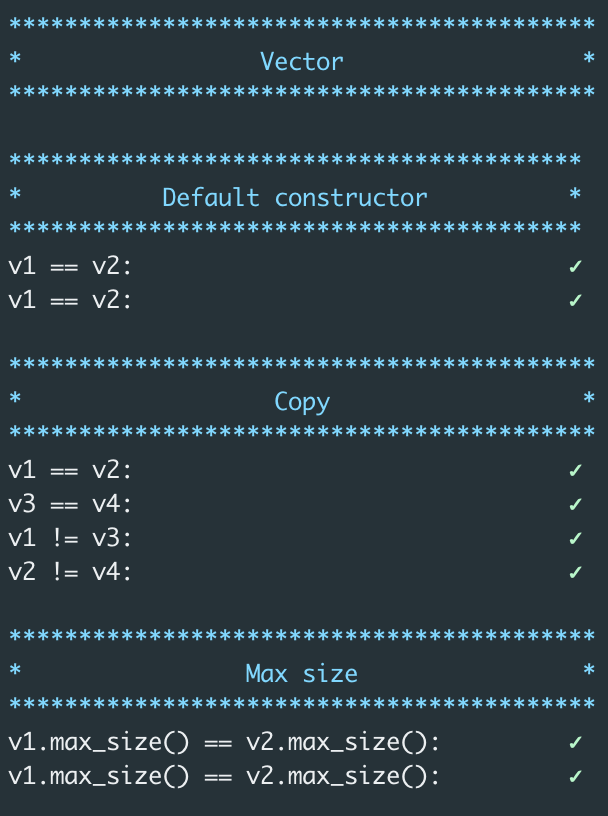 ******************************************
* Vector *
******************************************
*****************************************
* Default constructor *
*****************************************
v1 == v2: ✓
v1 == v2: ✓
******************************************
* Copy *
******************************************
v1 == v2: ✓
v3 == v4: ✓
v1 != v3: ✓
v2 != v4: ✓
******************************************
* Max size *
******************************************
v1.max_size() == v2.max_size(): ✓
v1.max_size() == v2.max_size(): ✓